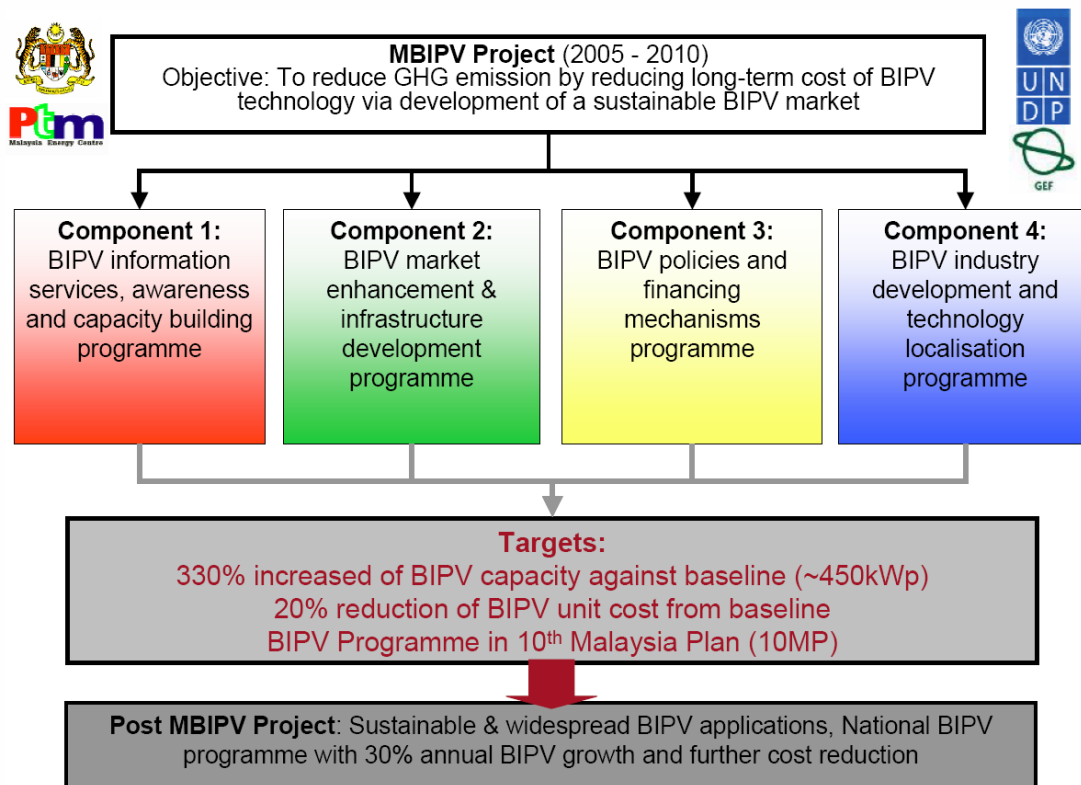 MBIPV Project (2005 - 2010)
Objective: To reduce GHG emission by reducing long-term cost of BIPV
technology via development of a sustainable BIPV market
Ptm
Malaysia Energy Centre
U N
D P
GEF
Component 1:
BIPV information
services, awareness
and capacity building
programme
Component 2:
BIPV market
enhancement &
infrastructure
development
programme
Component 3:
BIPV policies and
financing
mechanisms
programme
Component 4:
BIPV industry
development and
technology
localisation
programme
Targets:
330% increased of BIPV capacity against baseline (~450kWp)
20% reduction of BIPV unit cost from baseline
BIPV Programme in 10th Malaysia Plan (10MP)
Post MBIPV Project: Sustainable & widespread BIPV applications, National BIPV
programme with 30% annual BIPV growth and further cost reduction